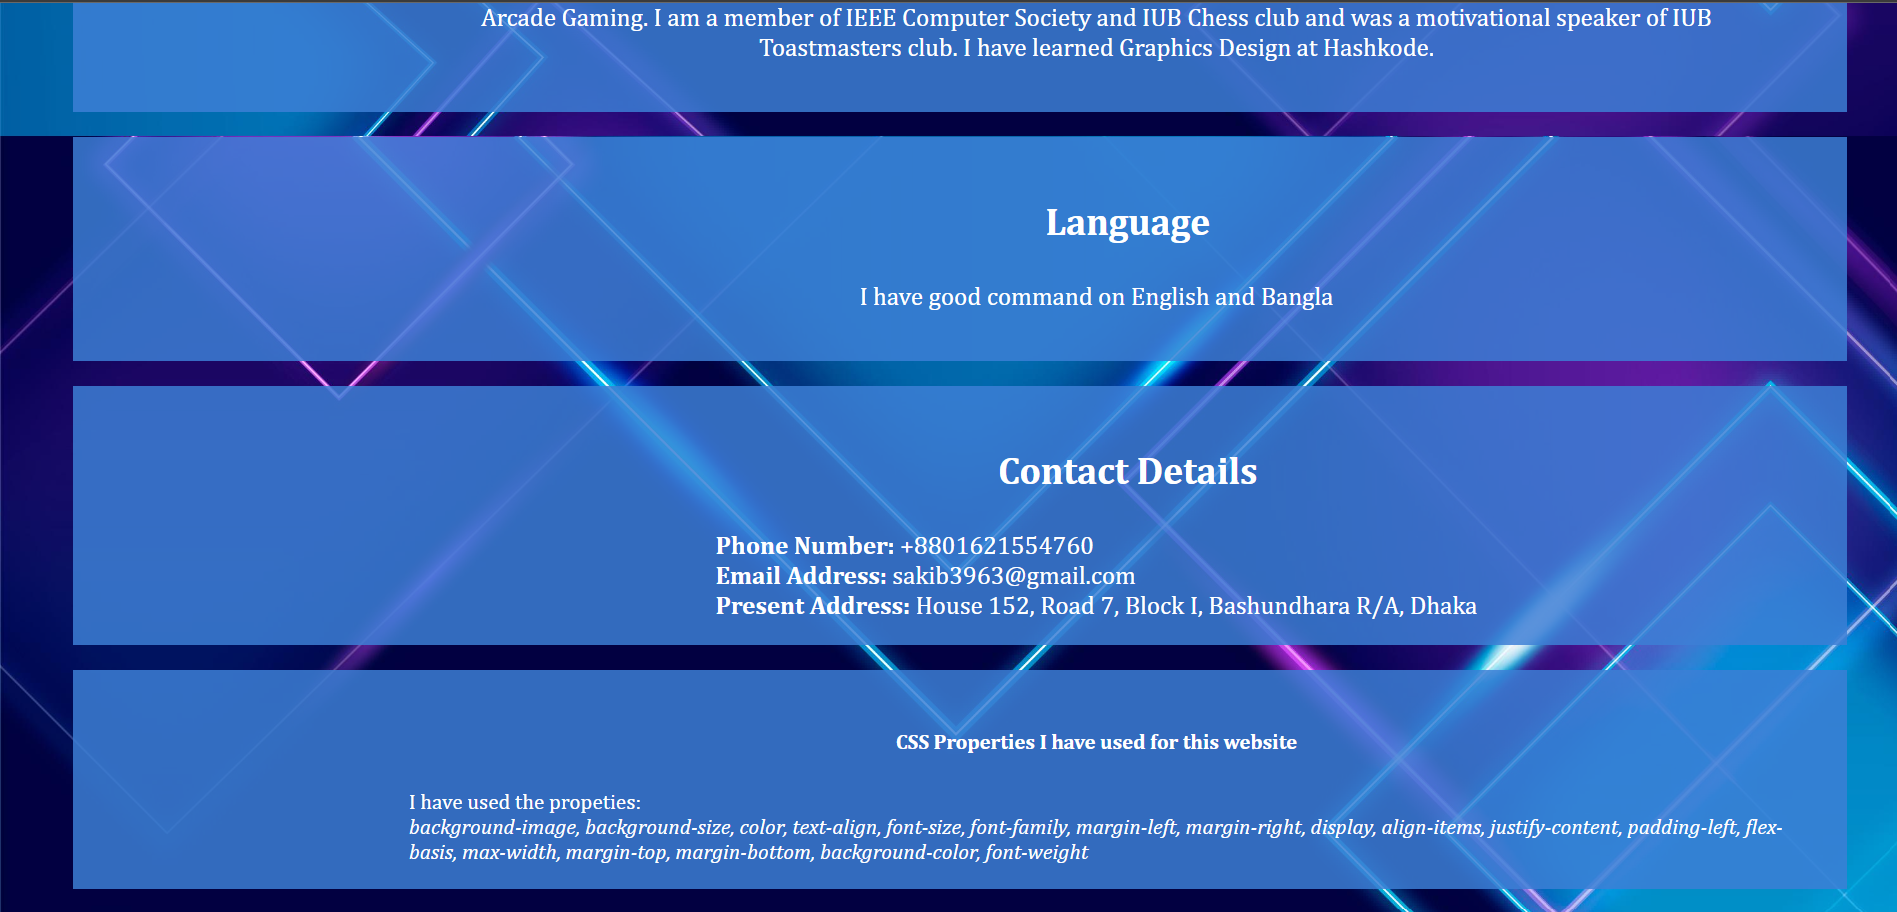 Arcade Gaming. I am a member of IEEE Computer Society and IUB Chess club and was a motivational speaker of IUB
Toastmasters club. I have learned Graphics Design at Hashkode.
Language
I have good command on English and Bangla
Contact Details
Phone Number: +8801621554760
Email Address: sakib3963@gmail.com
Present Address: House 152, Road 7, Block I, Bashundhara R/A, Dhaka
CSS Properties I have used for this website
I have used the propeties:
background-image, background-size, color, text-align, font-size, font-family, margin-left, margin-right, display, align-items, justify-content, padding-left, flex-
basis, max-width, margin-top, margin-bottom, background-color, font-weight